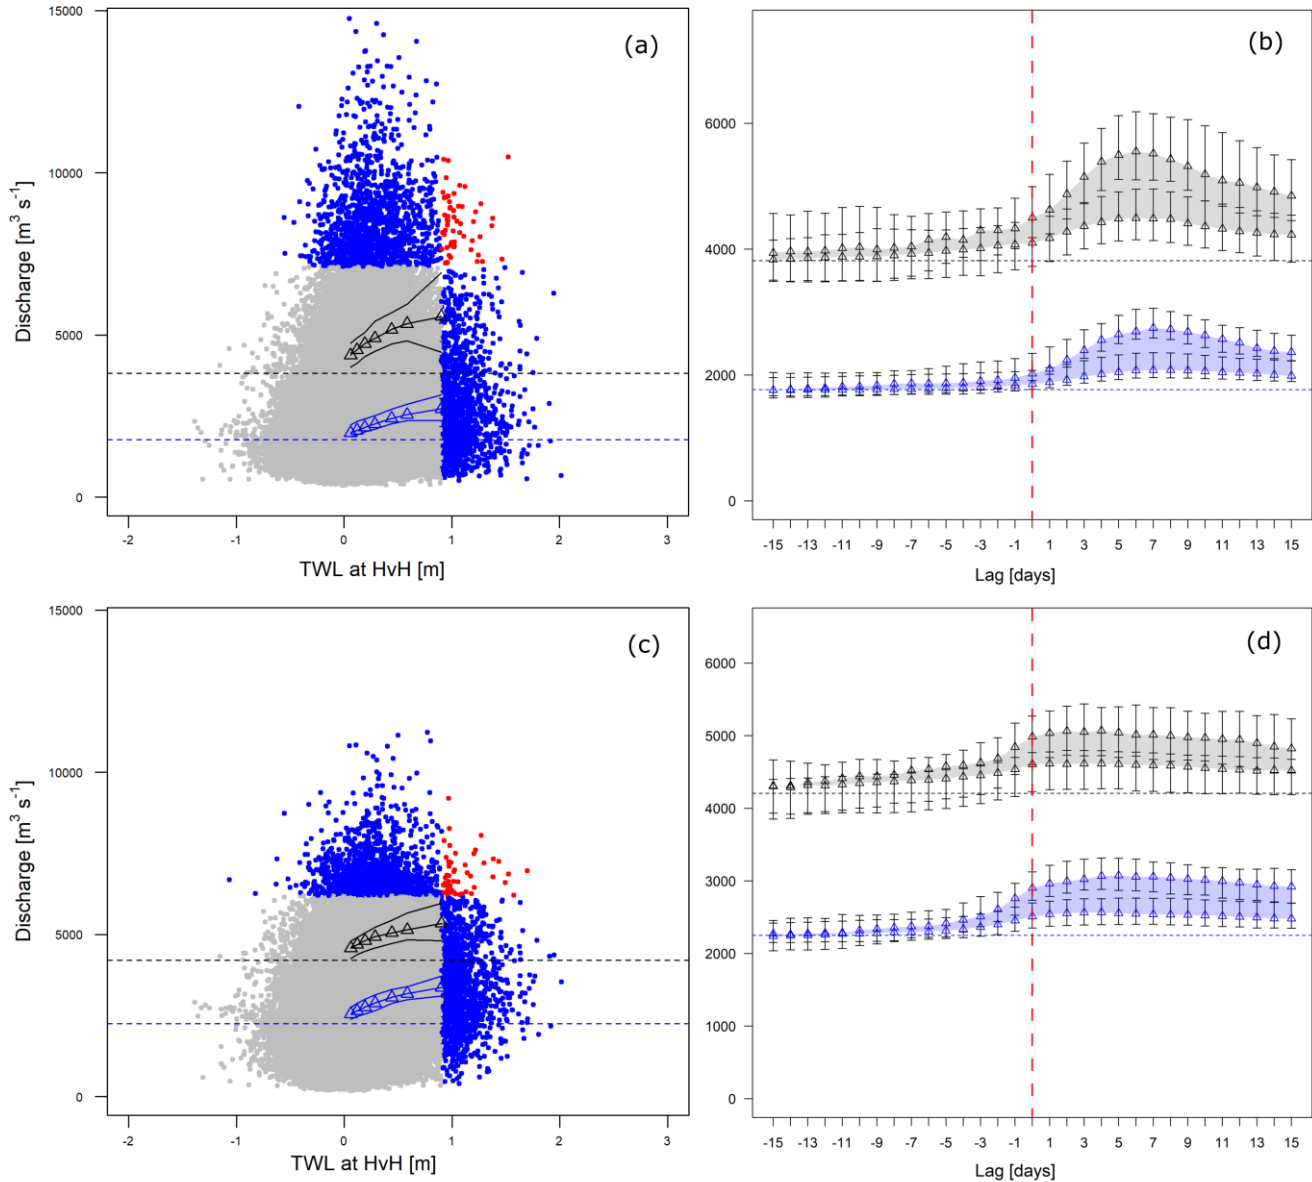 (a)
15000
10000
5000
0
Discharge [m³ s⁻¹]
-2 -1 0 1 2 3
TWL at HvH [m]
(b)
6000
4000
2000
0
-15 -13 -11 -9 -7 -5 -3 -1 1 3 5 7 9 11 13 15
Lag [days]
(c)
15000
10000
5000
0
Discharge [m³ s⁻¹]
-2 -1 0 1 2 3
TWL at HvH [m]
(d)
6000
5000
4000
3000
2000
1000
0
-15 -13 -11 -9 -7 -5 -3 -1 1 3 5 7 9 11 13 15
Lag [days]